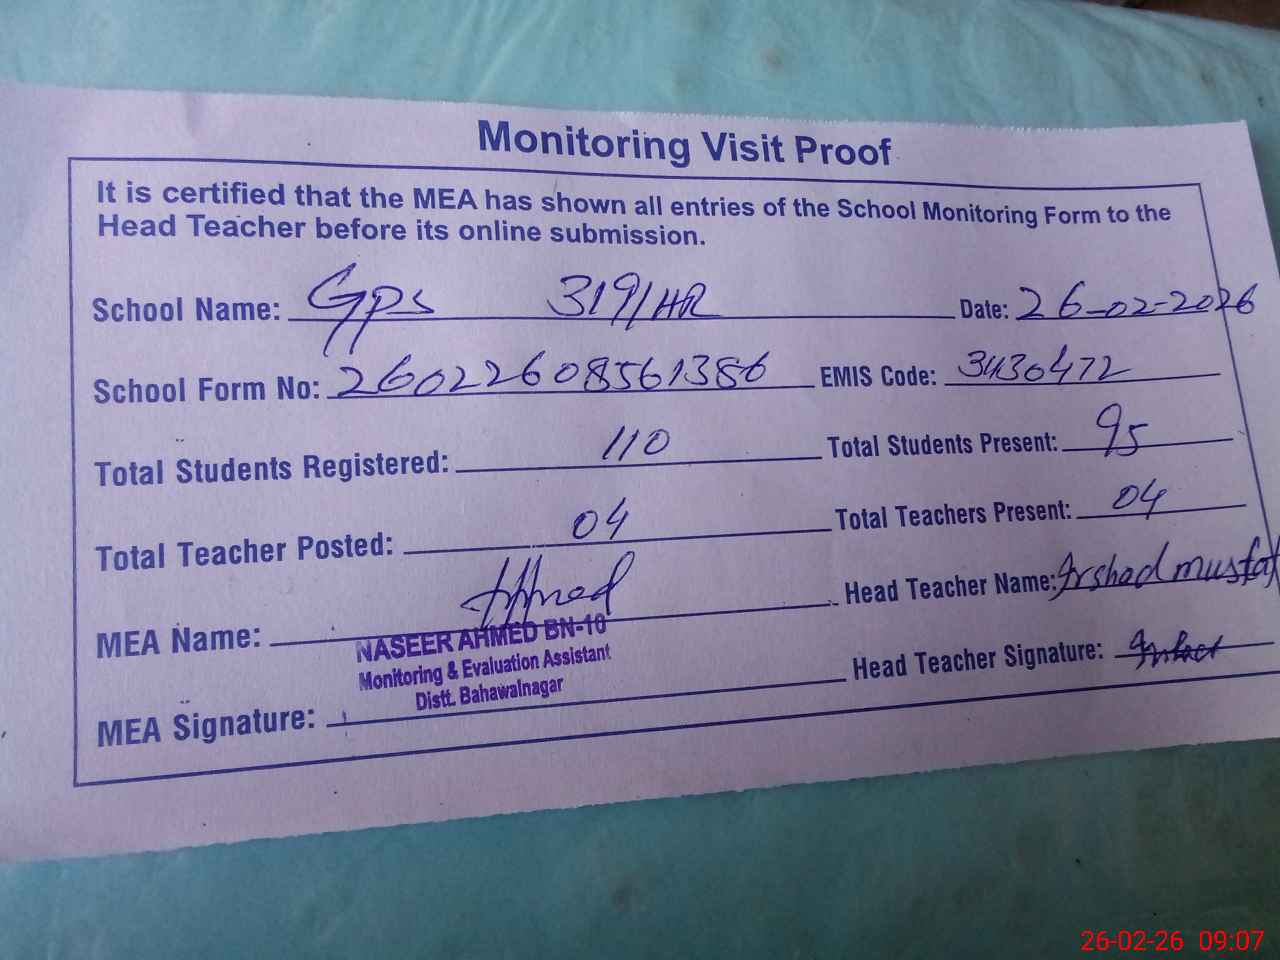 Monitoring Visit Proof
It is certified that the MEA has shown all entries of the School Monitoring Form to the
Head Teacher before its online submission.
School Name: Gps 319/HR Date: 26-02-2026
School Form No: 26022608561386 EMIS Code: 3430472
Total Students Registered: 110 Total Students Present: 95
Total Teacher Posted: 04 Total Teachers Present: 04
MEA Name: Head Teacher Name: Arshad mustaf
NASEER AHMED BN-10
Monitoring & Evaluation Assistant
Distt. Bahawalnagar
MEA Signature: Head Teacher Signature:
26-02-26 09:07